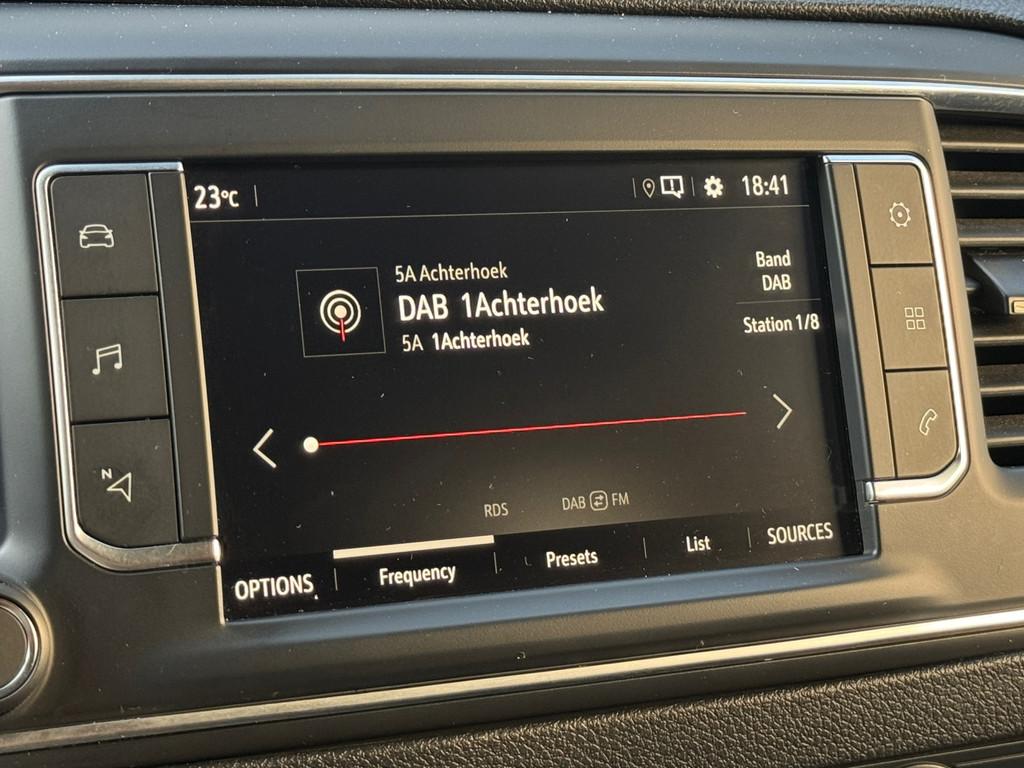 23°C
18:41
5A Achterhoek
DAB 1Achterhoek
5A 1Achterhoek
Band
DAB
Station 1/8
N
RDS
DAB FM
OPTIONS
Frequency
Presets
List
SOURCES